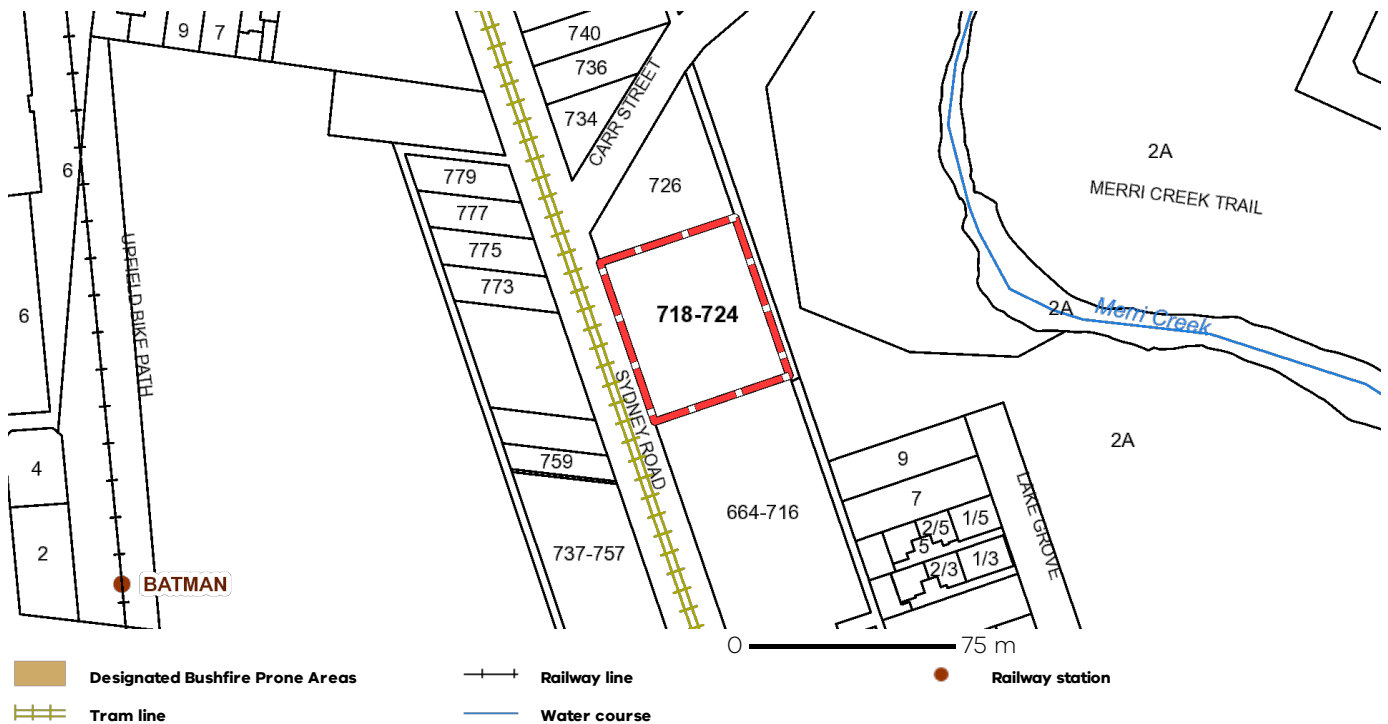 9
7
740
736
734
CARR STREET
6
779
726
777
775
773
2A
MERRI CREEK TRAIL
UPFIELD BIKE PATH
6
718-724
2A
Merri Creek
SYDNEY ROAD
2A
4
759
9
7
LAKE GROVE
664-716
2/5
1/5
5
2
737-757
2/3
1/3
BATMAN
0
75 m
Designated Bushfire Prone Areas
Railway line
Railway station
Tram line
Water course